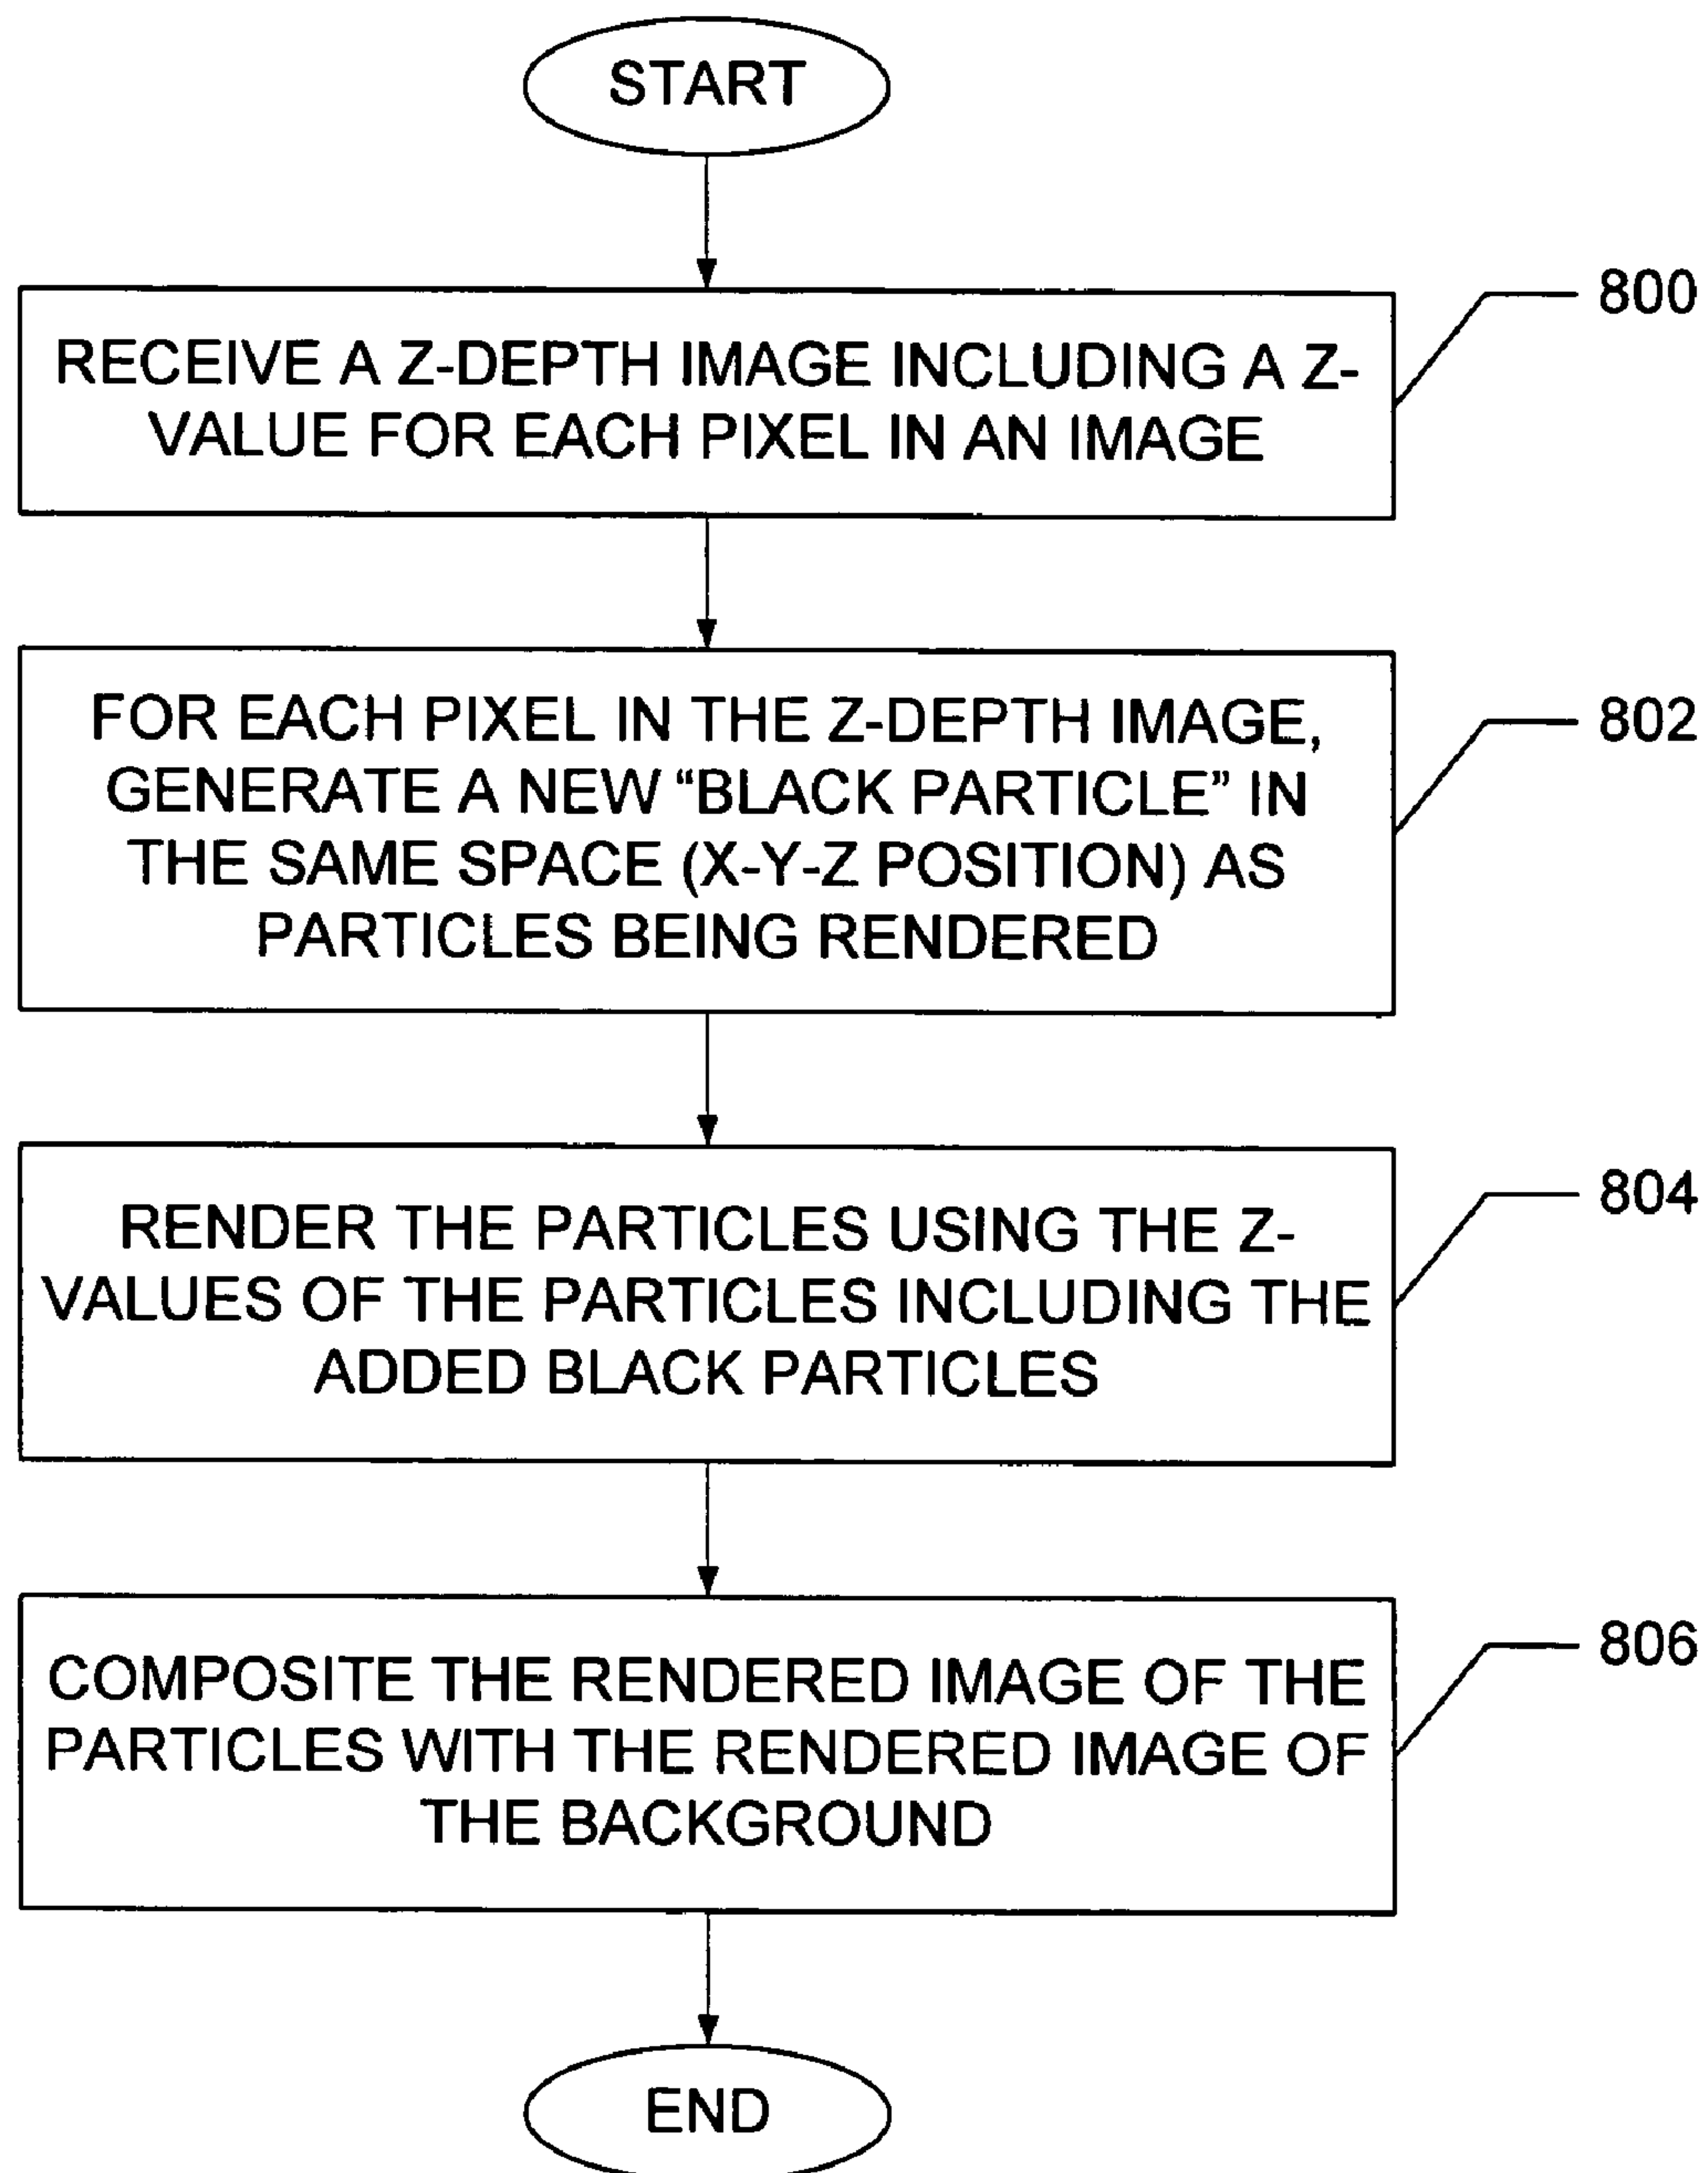 START
800
RECEIVE A Z-DEPTH IMAGE INCLUDING A Z-
VALUE FOR EACH PIXEL IN AN IMAGE
802
FOR EACH PIXEL IN THE Z-DEPTH IMAGE,
GENERATE A NEW “BLACK PARTICLE” IN
THE SAME SPACE (X-Y-Z POSITION) AS
PARTICLES BEING RENDERED
804
RENDER THE PARTICLES USING THE Z-
VALUES OF THE PARTICLES INCLUDING THE
ADDED BLACK PARTICLES
806
COMPOSITE THE RENDERED IMAGE OF THE
PARTICLES WITH THE RENDERED IMAGE OF
THE BACKGROUND
END